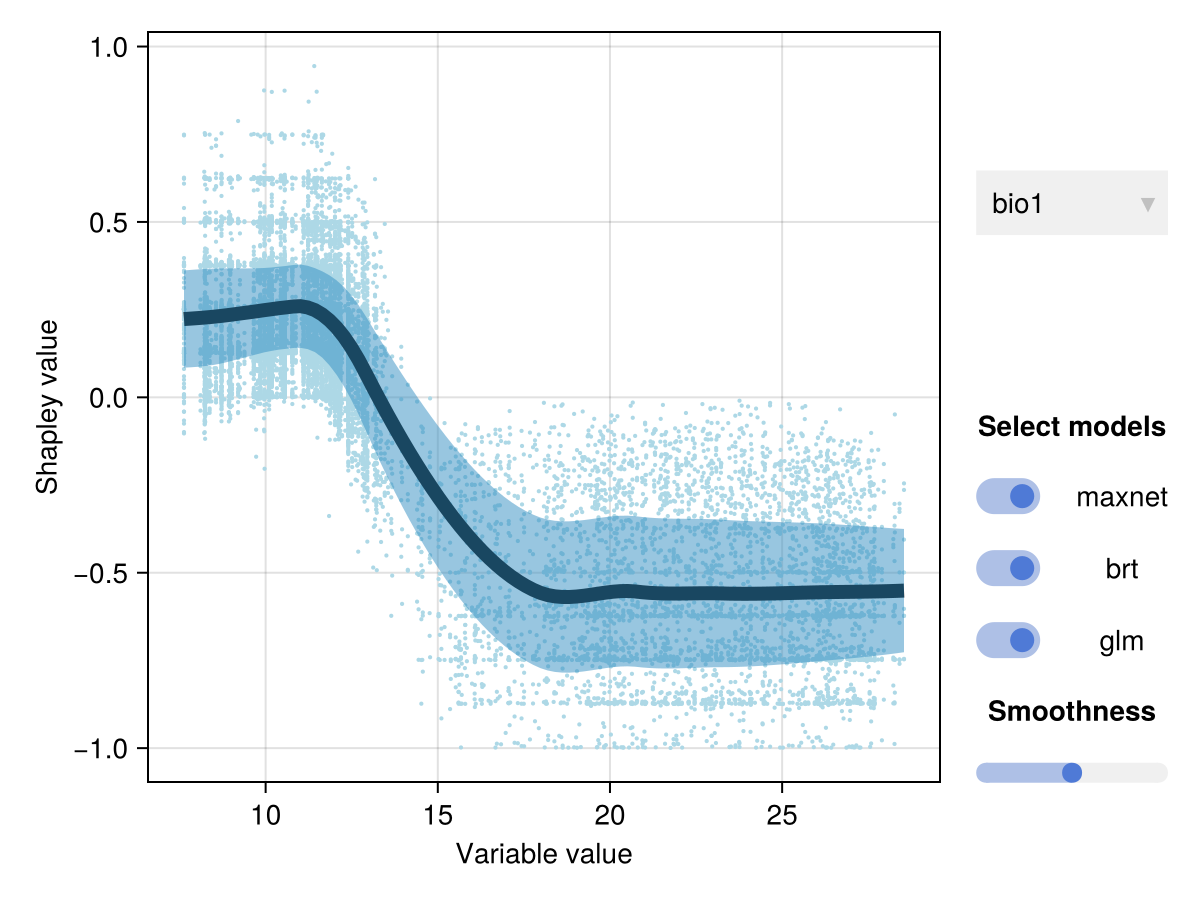 1.0
0.5
0.0
−0.5
−1.0
Shapley value
10
15
20
25
Variable value
bio1
Select models
maxnet
brt
glm
Smoothness